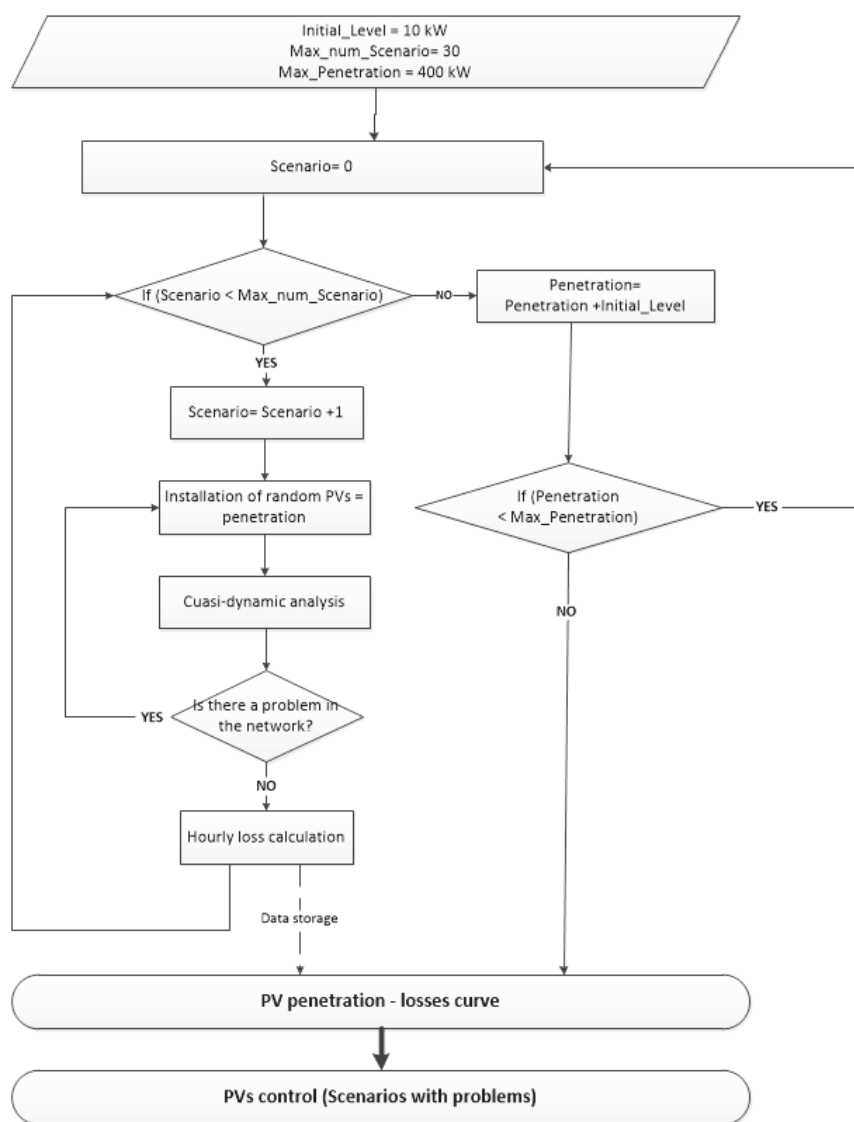 Initial_Level = 10 kW
Max_num_Scenario= 30
Max_Penetration = 400 kW
Scenario= 0
If (Scenario < Max_num_Scenario)
NO
Penetration=
Penetration +Initial_Level
YES
Scenario= Scenario +1
Installation of random PVs =
penetration
If (Penetration
< Max_Penetration)
YES
Cuasi-dynamic analysis
NO
Is there a problem in
the network?
YES
NO
Hourly loss calculation
Data storage
PV penetration - losses curve
PVs control (Scenarios with problems)